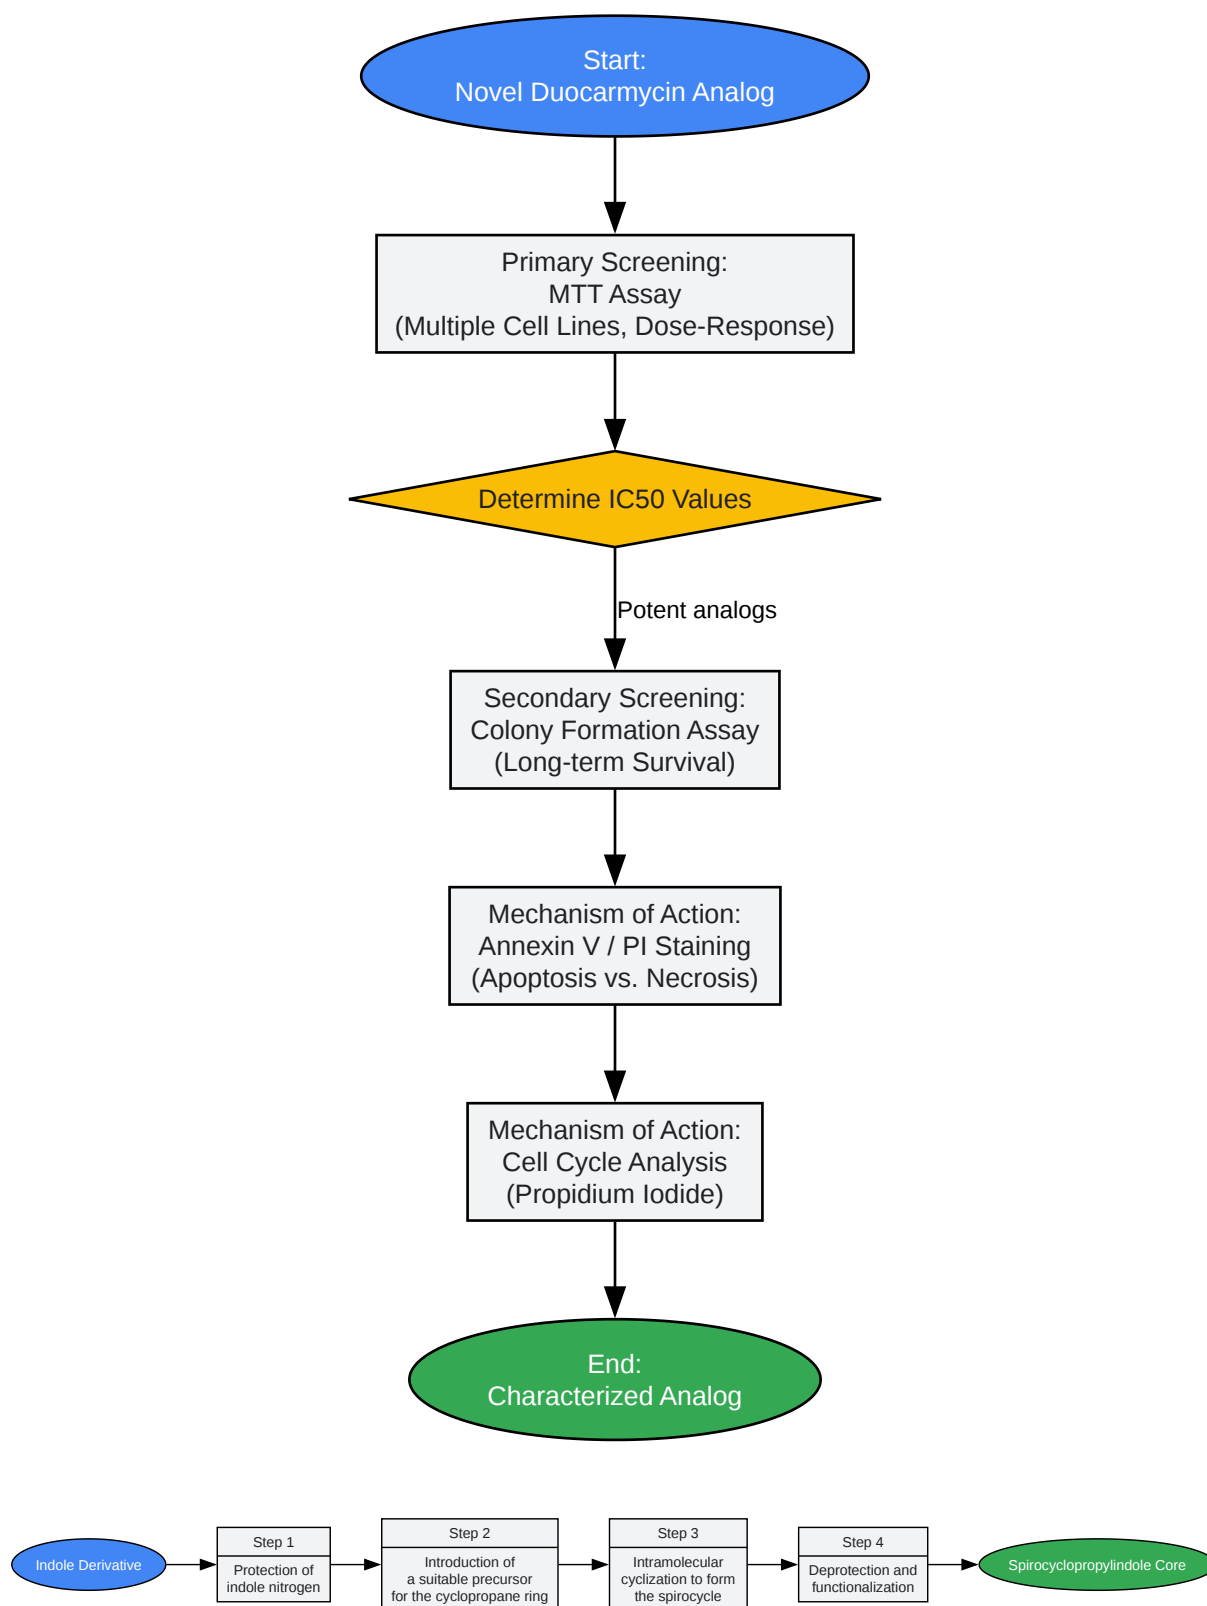 Start:
Novel Duocarmycin Analog
Primary Screening:
MTT Assay
(Multiple Cell Lines, Dose-Response)
Determine IC50 Values
Potent analogs
Secondary Screening:
Colony Formation Assay
(Long-term Survival)
Mechanism of Action:
Annexin V / PI Staining
(Apoptosis vs. Necrosis)
Mechanism of Action:
Cell Cycle Analysis
(Propidium Iodide)
End:
Characterized Analog
Indole Derivative
Step 1
Protection of
indole nitrogen
Step 2
Introduction of
a suitable precursor
for the cyclopropane ring
Step 3
Intramolecular
cyclization to form
the spirocycle
Step 4
Deprotection and
functionalization
Spirocyclopropylindole Core